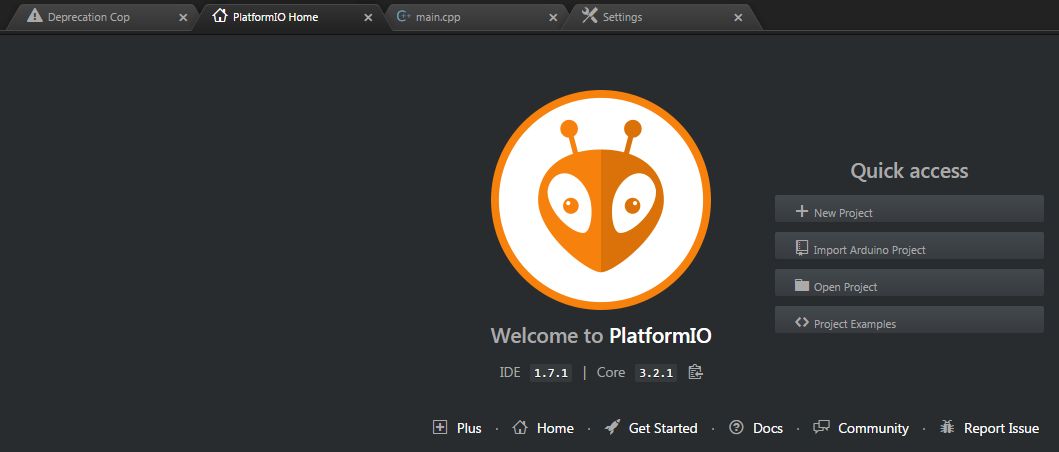 Deprecation Cop
PlatformIO Home
main.cpp
Settings
Quick access
New Project
Import Arduino Project
Open Project
Project Examples
Welcome to PlatformIO
IDE 1.7.1 | Core 3.2.1
Plus · Home · Get Started · Docs · Community · Report Issue